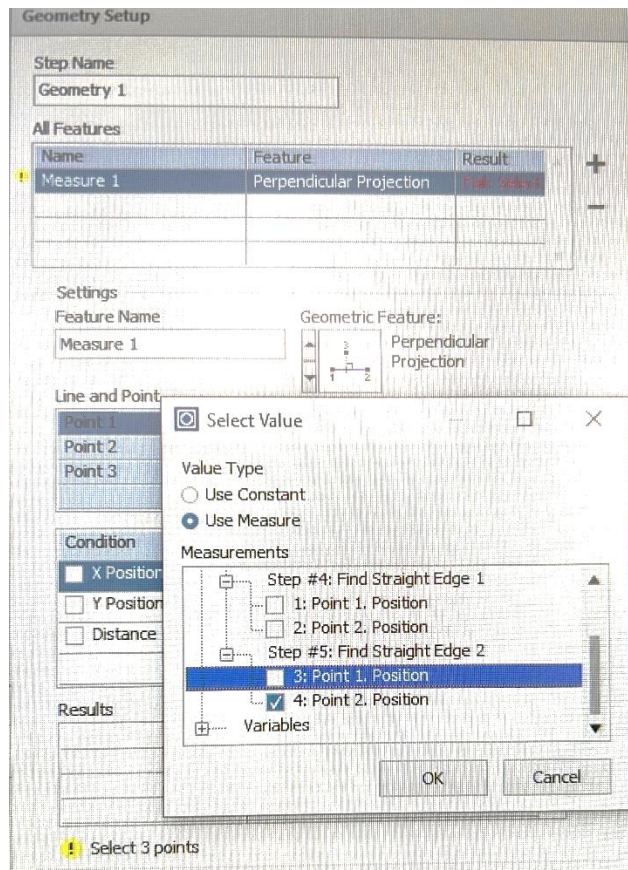 Geometry Setup
Step Name
Geometry 1
All Features
Name Feature Result
Measure 1 Perpendicular Projection
Settings
Feature Name Geometric Feature:
Measure 1 Perpendicular
Projection
3
1 2
Line and Point
Point 1
Point 2
Point 3
Select Value
Value Type
Use Constant
Use Measure
Measurements
Step #4: Find Straight Edge 1
1: Point 1. Position
2: Point 2. Position
Step #5: Find Straight Edge 2
3: Point 1. Position
4: Point 2. Position
Variables
OK Cancel
Condition
X Position
Y Position
Distance
Results
Select 3 points